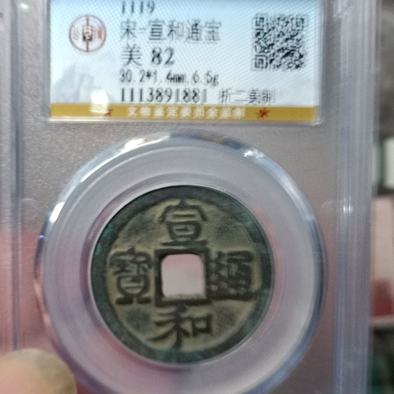 1119
宋-宣和通宝
美 82
30.2*1.4mm,6.5g
1113891881 折二美制
宣
寶 通
和